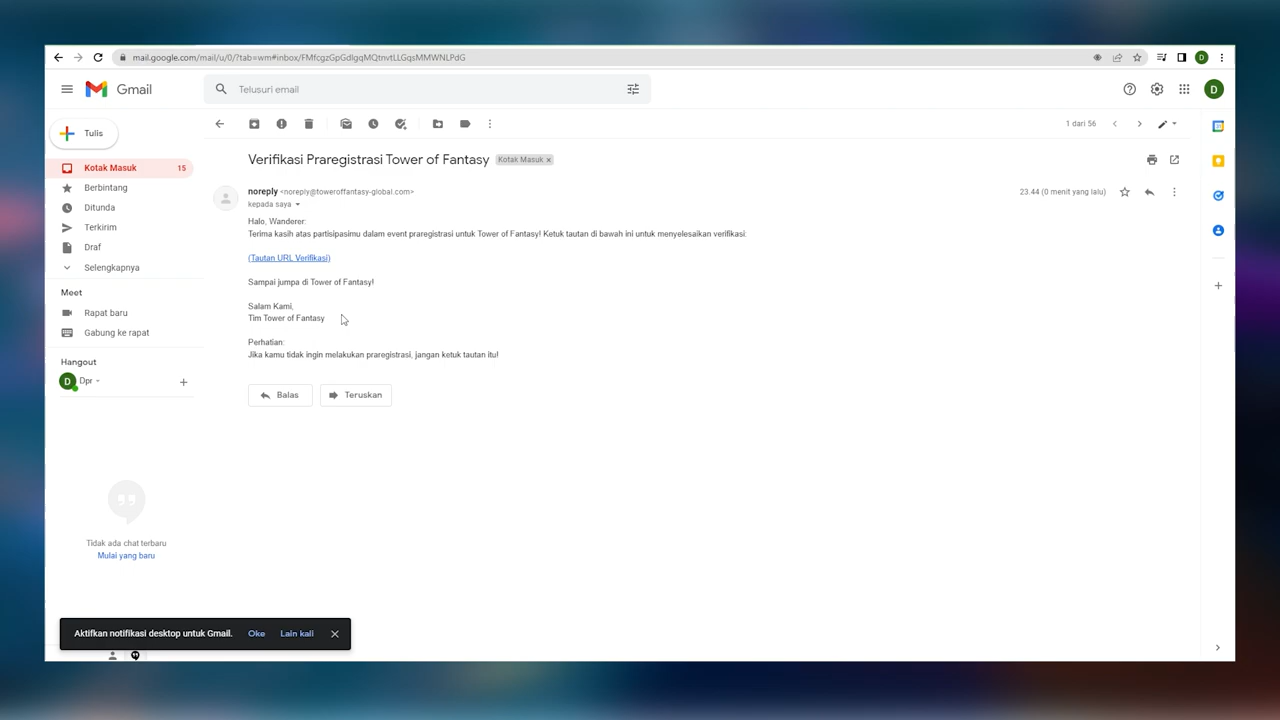 mail.google.com/mail/u/0/?tab=wm#inbox/FMfcgzGpGdlgqMQtnvtLLGqsMMWNLPdG
D
Gmail
Telusuri email
D
Tulis
1 dari 56
Kotak Masuk 15
Berbintang
Ditunda
Terkirim
Draf
Selengkapnya
Meet
Rapat baru
Gabung ke rapat
Hangout
D Dpr
Tidak ada chat terbaru
Mulai yang baru
Verifikasi Praregistrasi Tower of Fantasy Kotak Masuk x
noreply <noreply@toweroffantasy-global.com> 23.44 (0 menit yang lalu)
kepada saya
Halo, Wanderer:
Terima kasih atas partisipasimu dalam event praregistrasi untuk Tower of Fantasy! Ketuk tautan di bawah ini untuk menyelesaikan verifikasi:
(Tautan URL Verifikasi)
Sampai jumpa di Tower of Fantasy!
Salam Kami,
Tim Tower of Fantasy
Perhatian:
Jika kamu tidak ingin melakukan praregistrasi, jangan ketuk tautan itu!
Balas Teruskan
Aktifkan notifikasi desktop untuk Gmail. Oke Lain kali